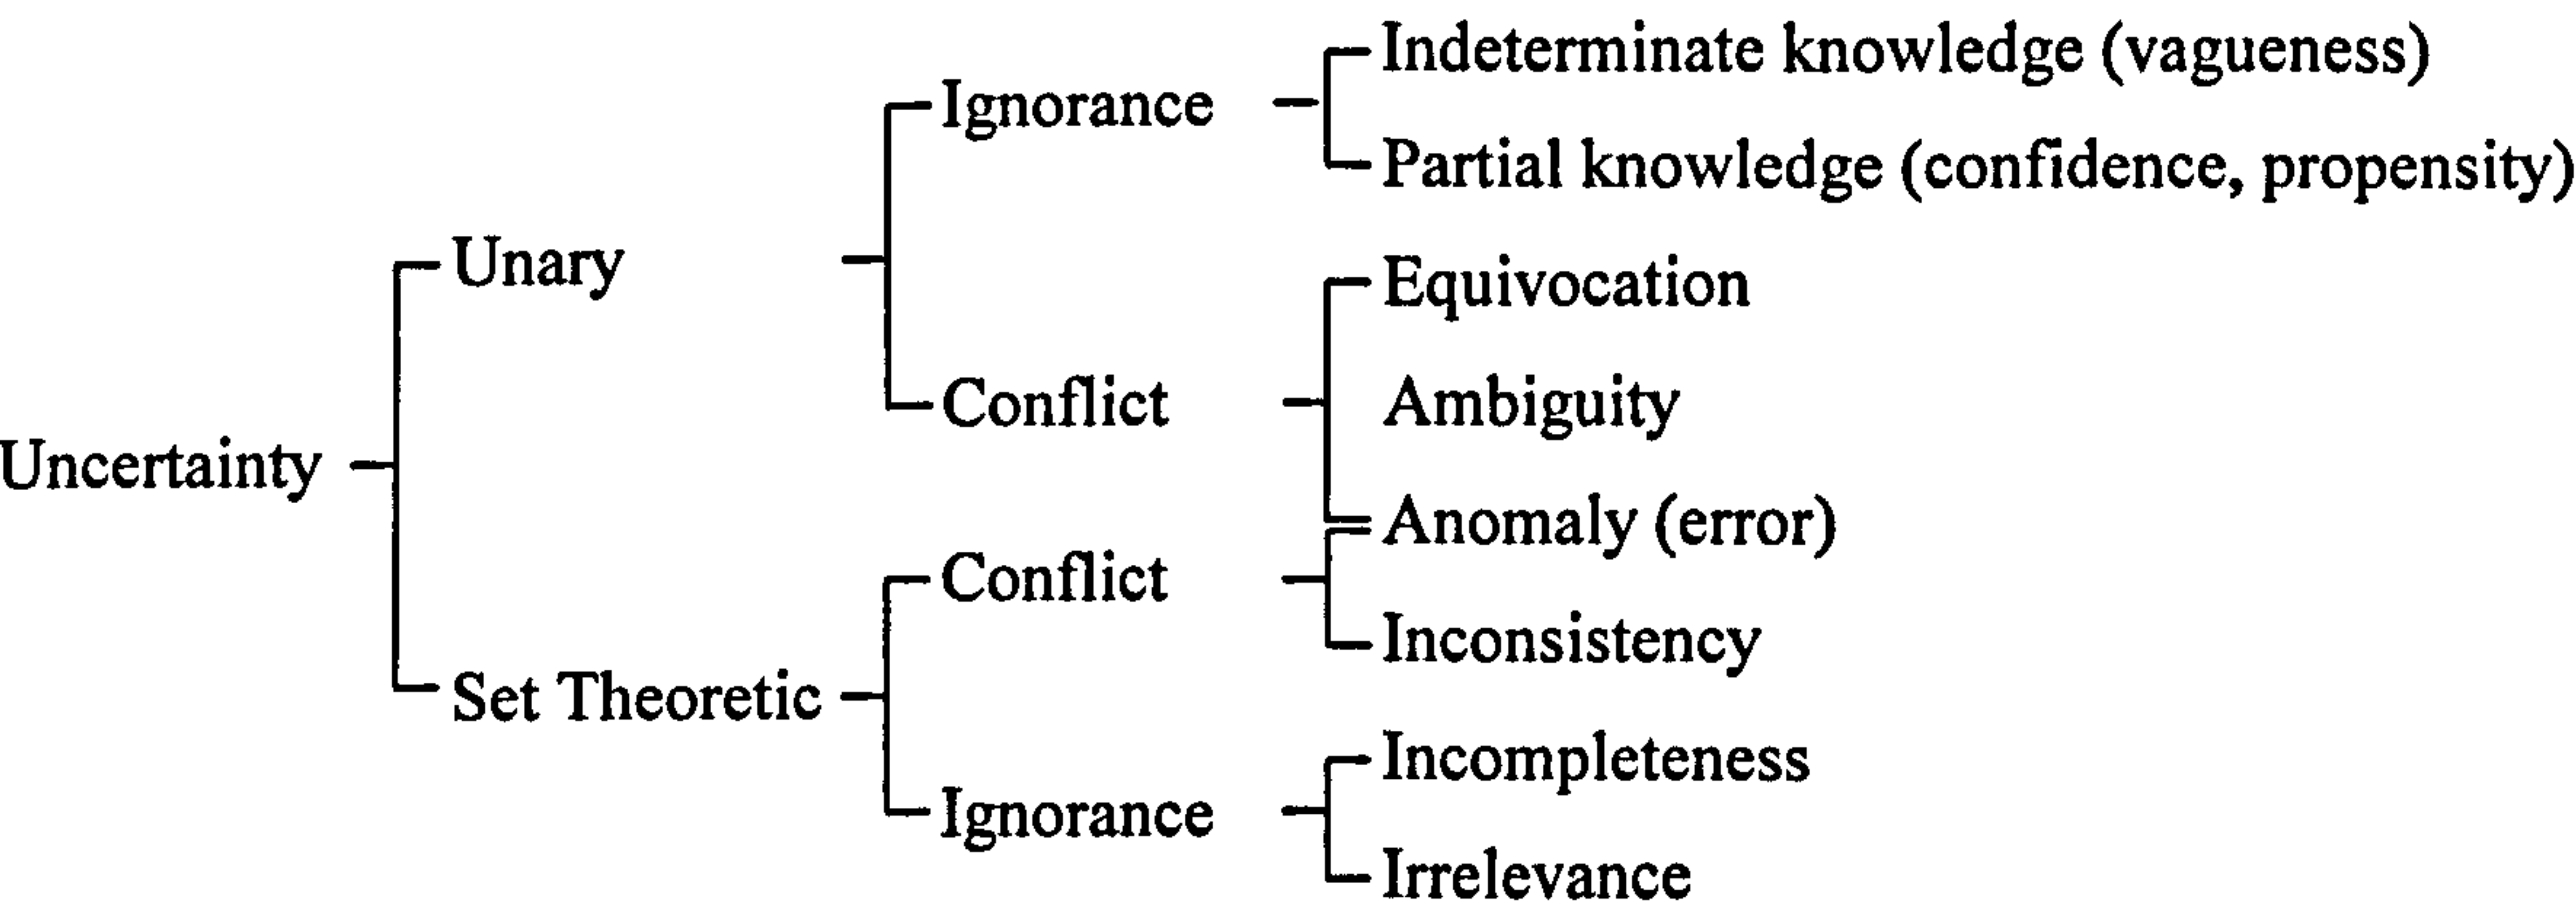 Indeterminate knowledge (vagueness)
Ignorance
Partial knowledge (confidence, propensity)
Unary
Equivocation
Conflict
Ambiguity
Uncertainty
Anomaly (error)
Conflict
Inconsistency
Set Theoretic
Incompleteness
Ignorance
Irrelevance